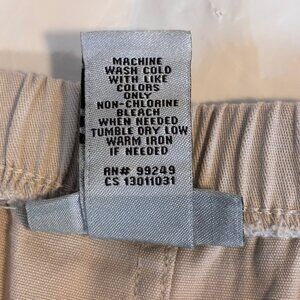 MACHINE
WASH COLD
WITH LIKE
COLORS
ONLY
NON-CHLORINE
BLEACH
WHEN NEEDED
TUMBLE DRY LOW
WARM IRON
IF NEEDED
RN# 99249
CS 13011031